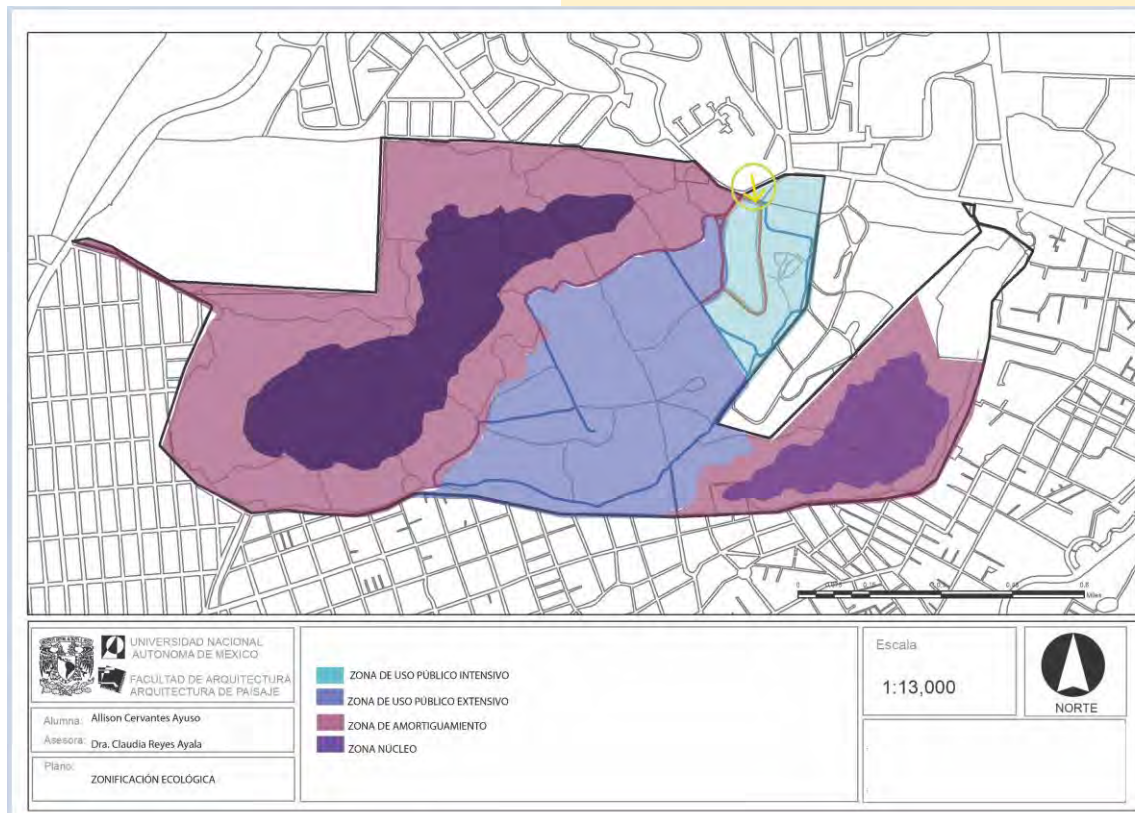 0.6
Miles
UNIVERSIDAD NACIONAL
AUTONOMA DE MEXICO
FACULTAD DE ARQUITECTURA
ARQUITECTURA DE PAISAJE
Alumna: Allison Cervantes Ayuso
Asesora: Dra. Claudia Reyes Ayala
Plano:
ZONIFICACIÓN ECOLÓGICA
ZONA DE USO PÚBLICO INTENSIVO
ZONA DE USO PÚBLICO EXTENSIVO
ZONA DE AMORTIGUAMIENTO
ZONA NÚCLEO
Escala
1:13,000
NORTE